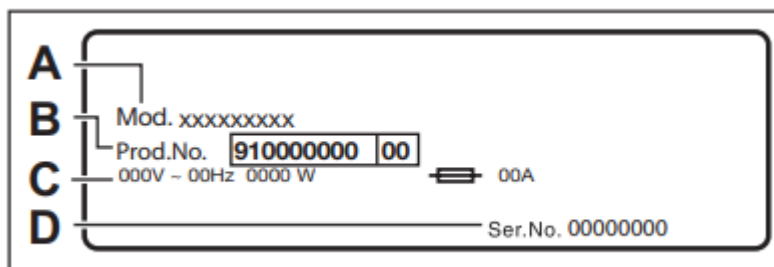 A
Mod. xxxxxxxxx
B
Prod.No. 910000000 00
C
000V ~ 00Hz 0000 W 00A
D
Ser.No. 00000000